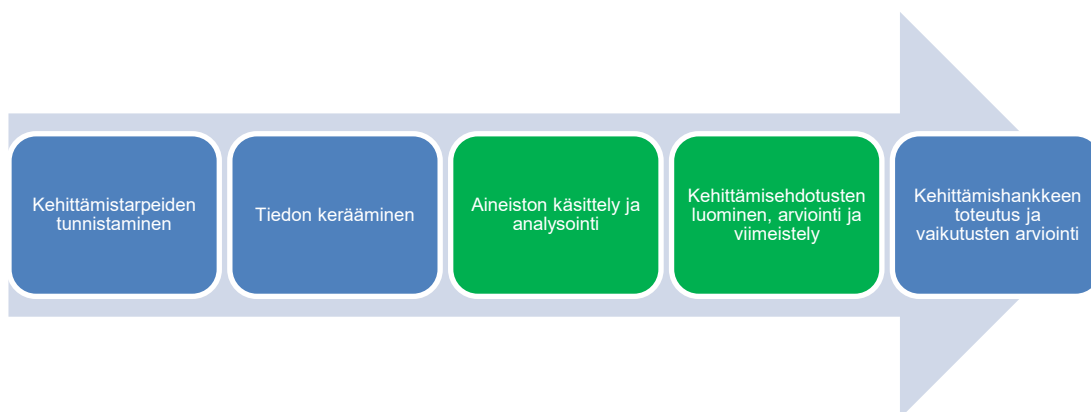 Kehittämistarpeiden
tunnistaminen
Tiedon kerääminen
Aineiston käsittely ja
analysointi
Kehittämisehdotusten
luominen, arviointi ja
viimeistely
Kehittämishankkeen
toteutus ja
vaikutusten arviointi